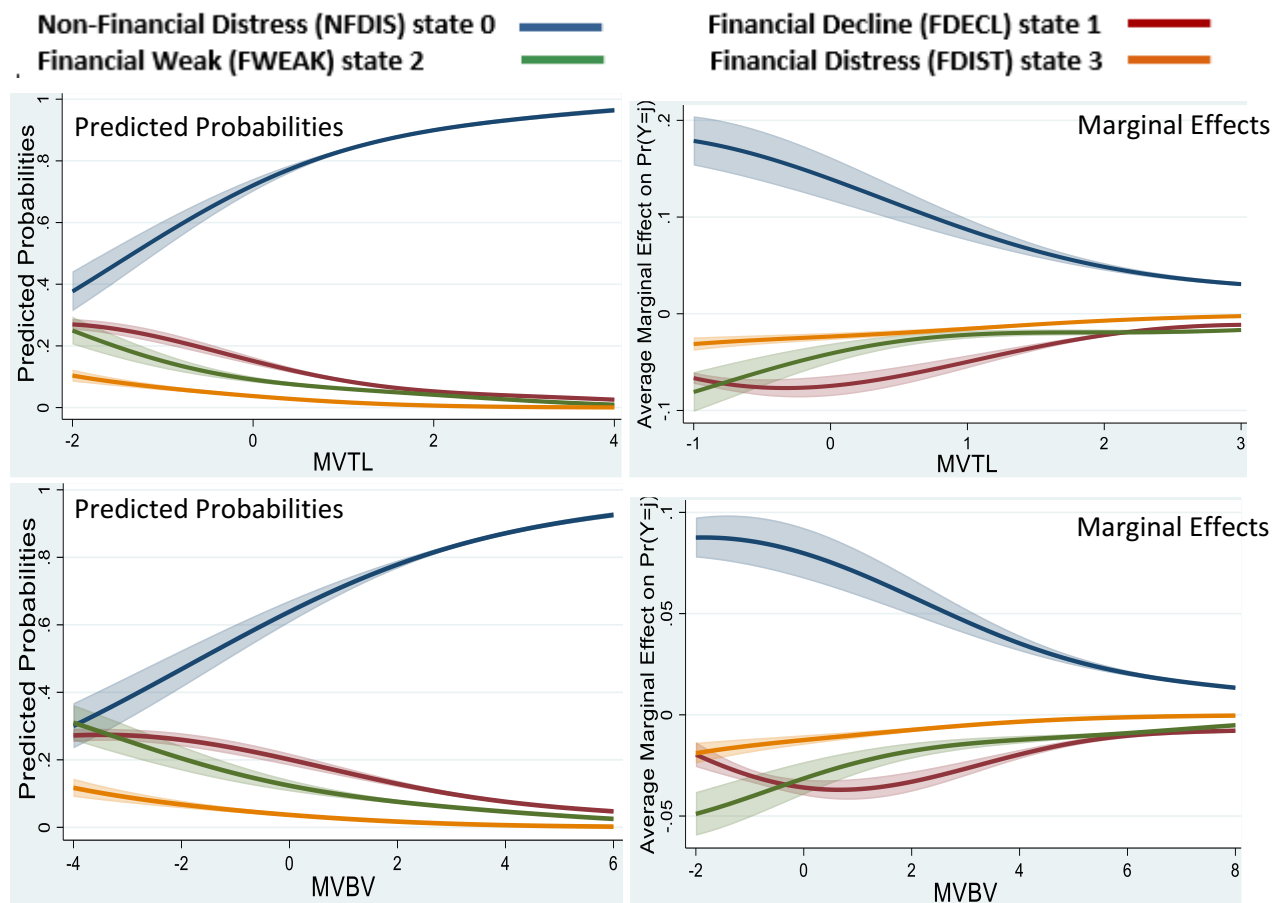 Non-Financial Distress (NFDIS) state 0
Financial Decline (FDECL) state 1
Financial Weak (FWEAK) state 2
Financial Distress (FDIST) state 3
Predicted Probabilities
Predicted Probabilities
1
.8
.6
.4
.2
0
-2 0 2 4
MVTL
Marginal Effects
Average Marginal Effect on Pr(Y=j)
.2
.1
0
-.1
-1 0 1 2 3
MVTL
Predicted Probabilities
Predicted Probabilities
1
.8
.6
.4
.2
0
-4 -2 0 2 4 6
MVBV
Marginal Effects
Average Marginal Effect on Pr(Y=j)
.1
.05
0
-.05
-2 0 2 4 6 8
MVBV